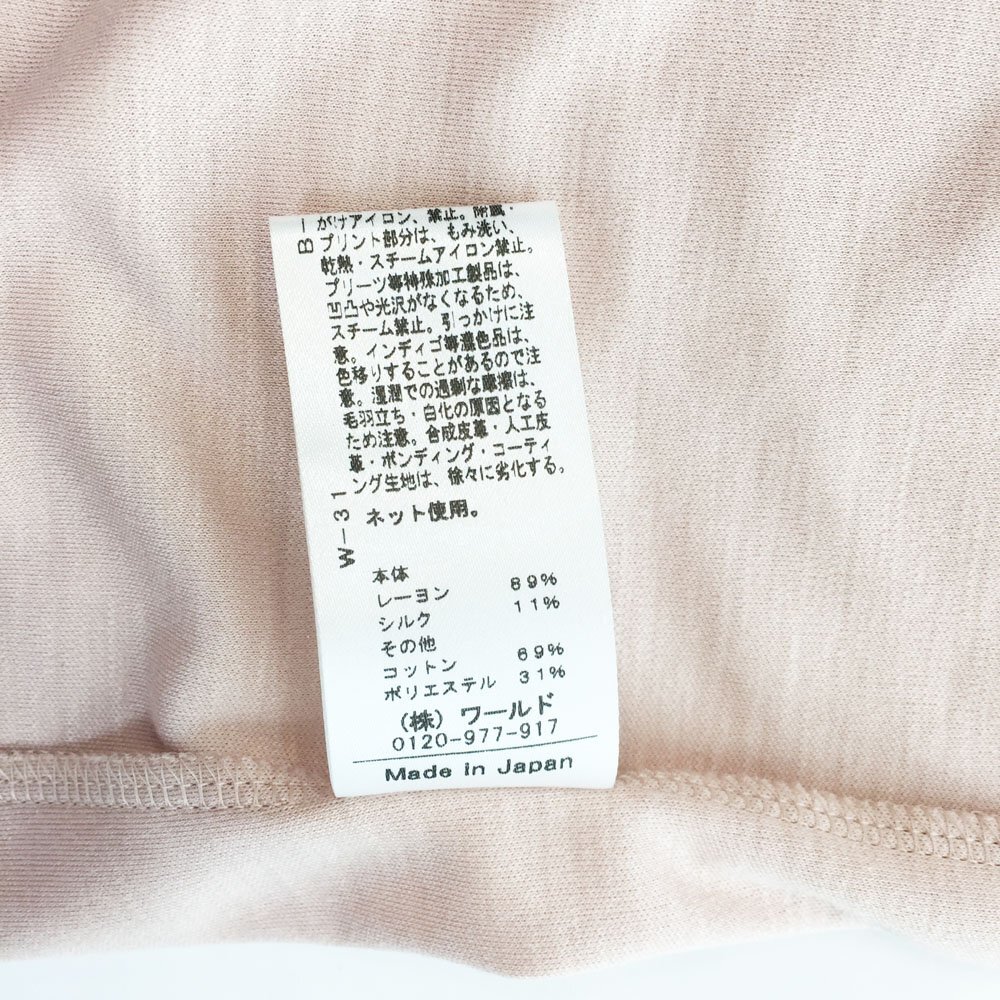 がけアイロン、禁止。除菌・
プリント部分は、もみ洗い、
乾熱・スチームアイロン禁止。
プリーツ等特殊加工製品は、
凹凸や光沢がなくなるため、
スチーム禁止。引っかけに注
意。インディゴ等濃色品は、
色移りすることがあるので注
意。湿潤での過剰な摩擦は、
毛羽立ち・白化の原因となる
ため注意。合成皮革・人工皮
革・ボンディング・コーティ
ング生地は、徐々に劣化する。
ネット使用。
W-31
本体
レーヨン 89%
シルク 11%
その他
コットン 69%
ポリエステル 31%
(株) ワールド
0120-977-917
Made in Japan